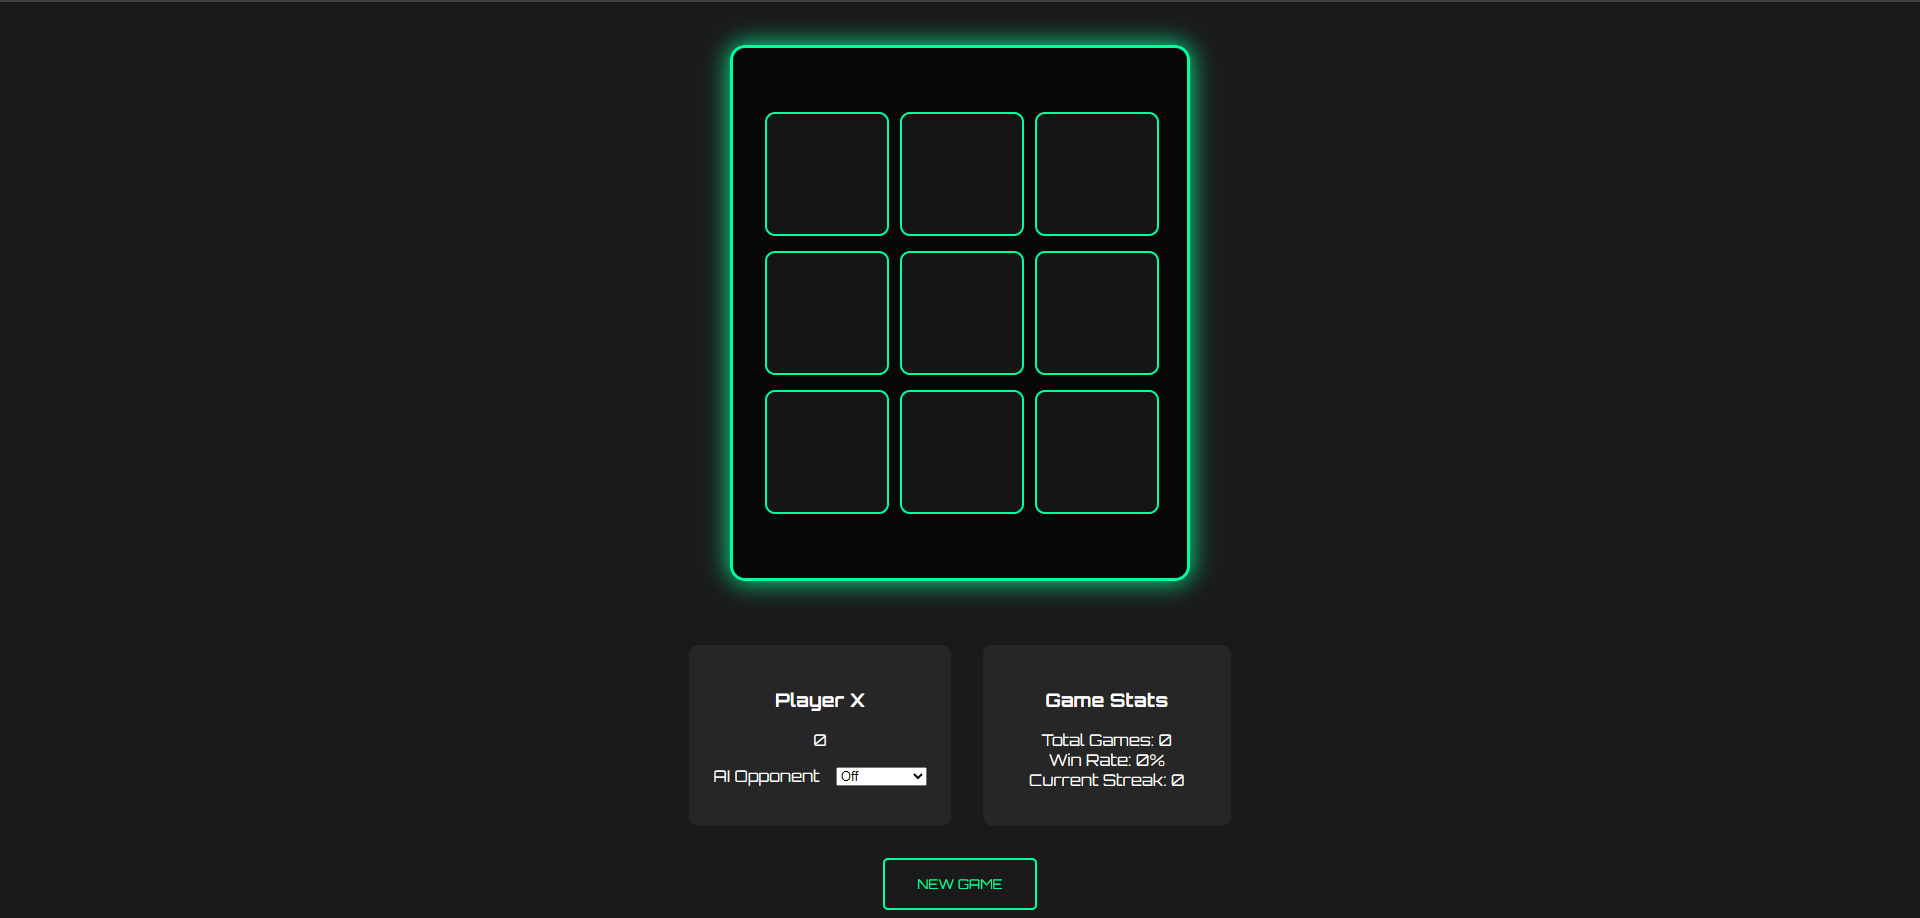 Player X
0
AI Opponent Off
Game Stats
Total Games: 0
Win Rate: 0%
Current Streak: 0
NEW GAME